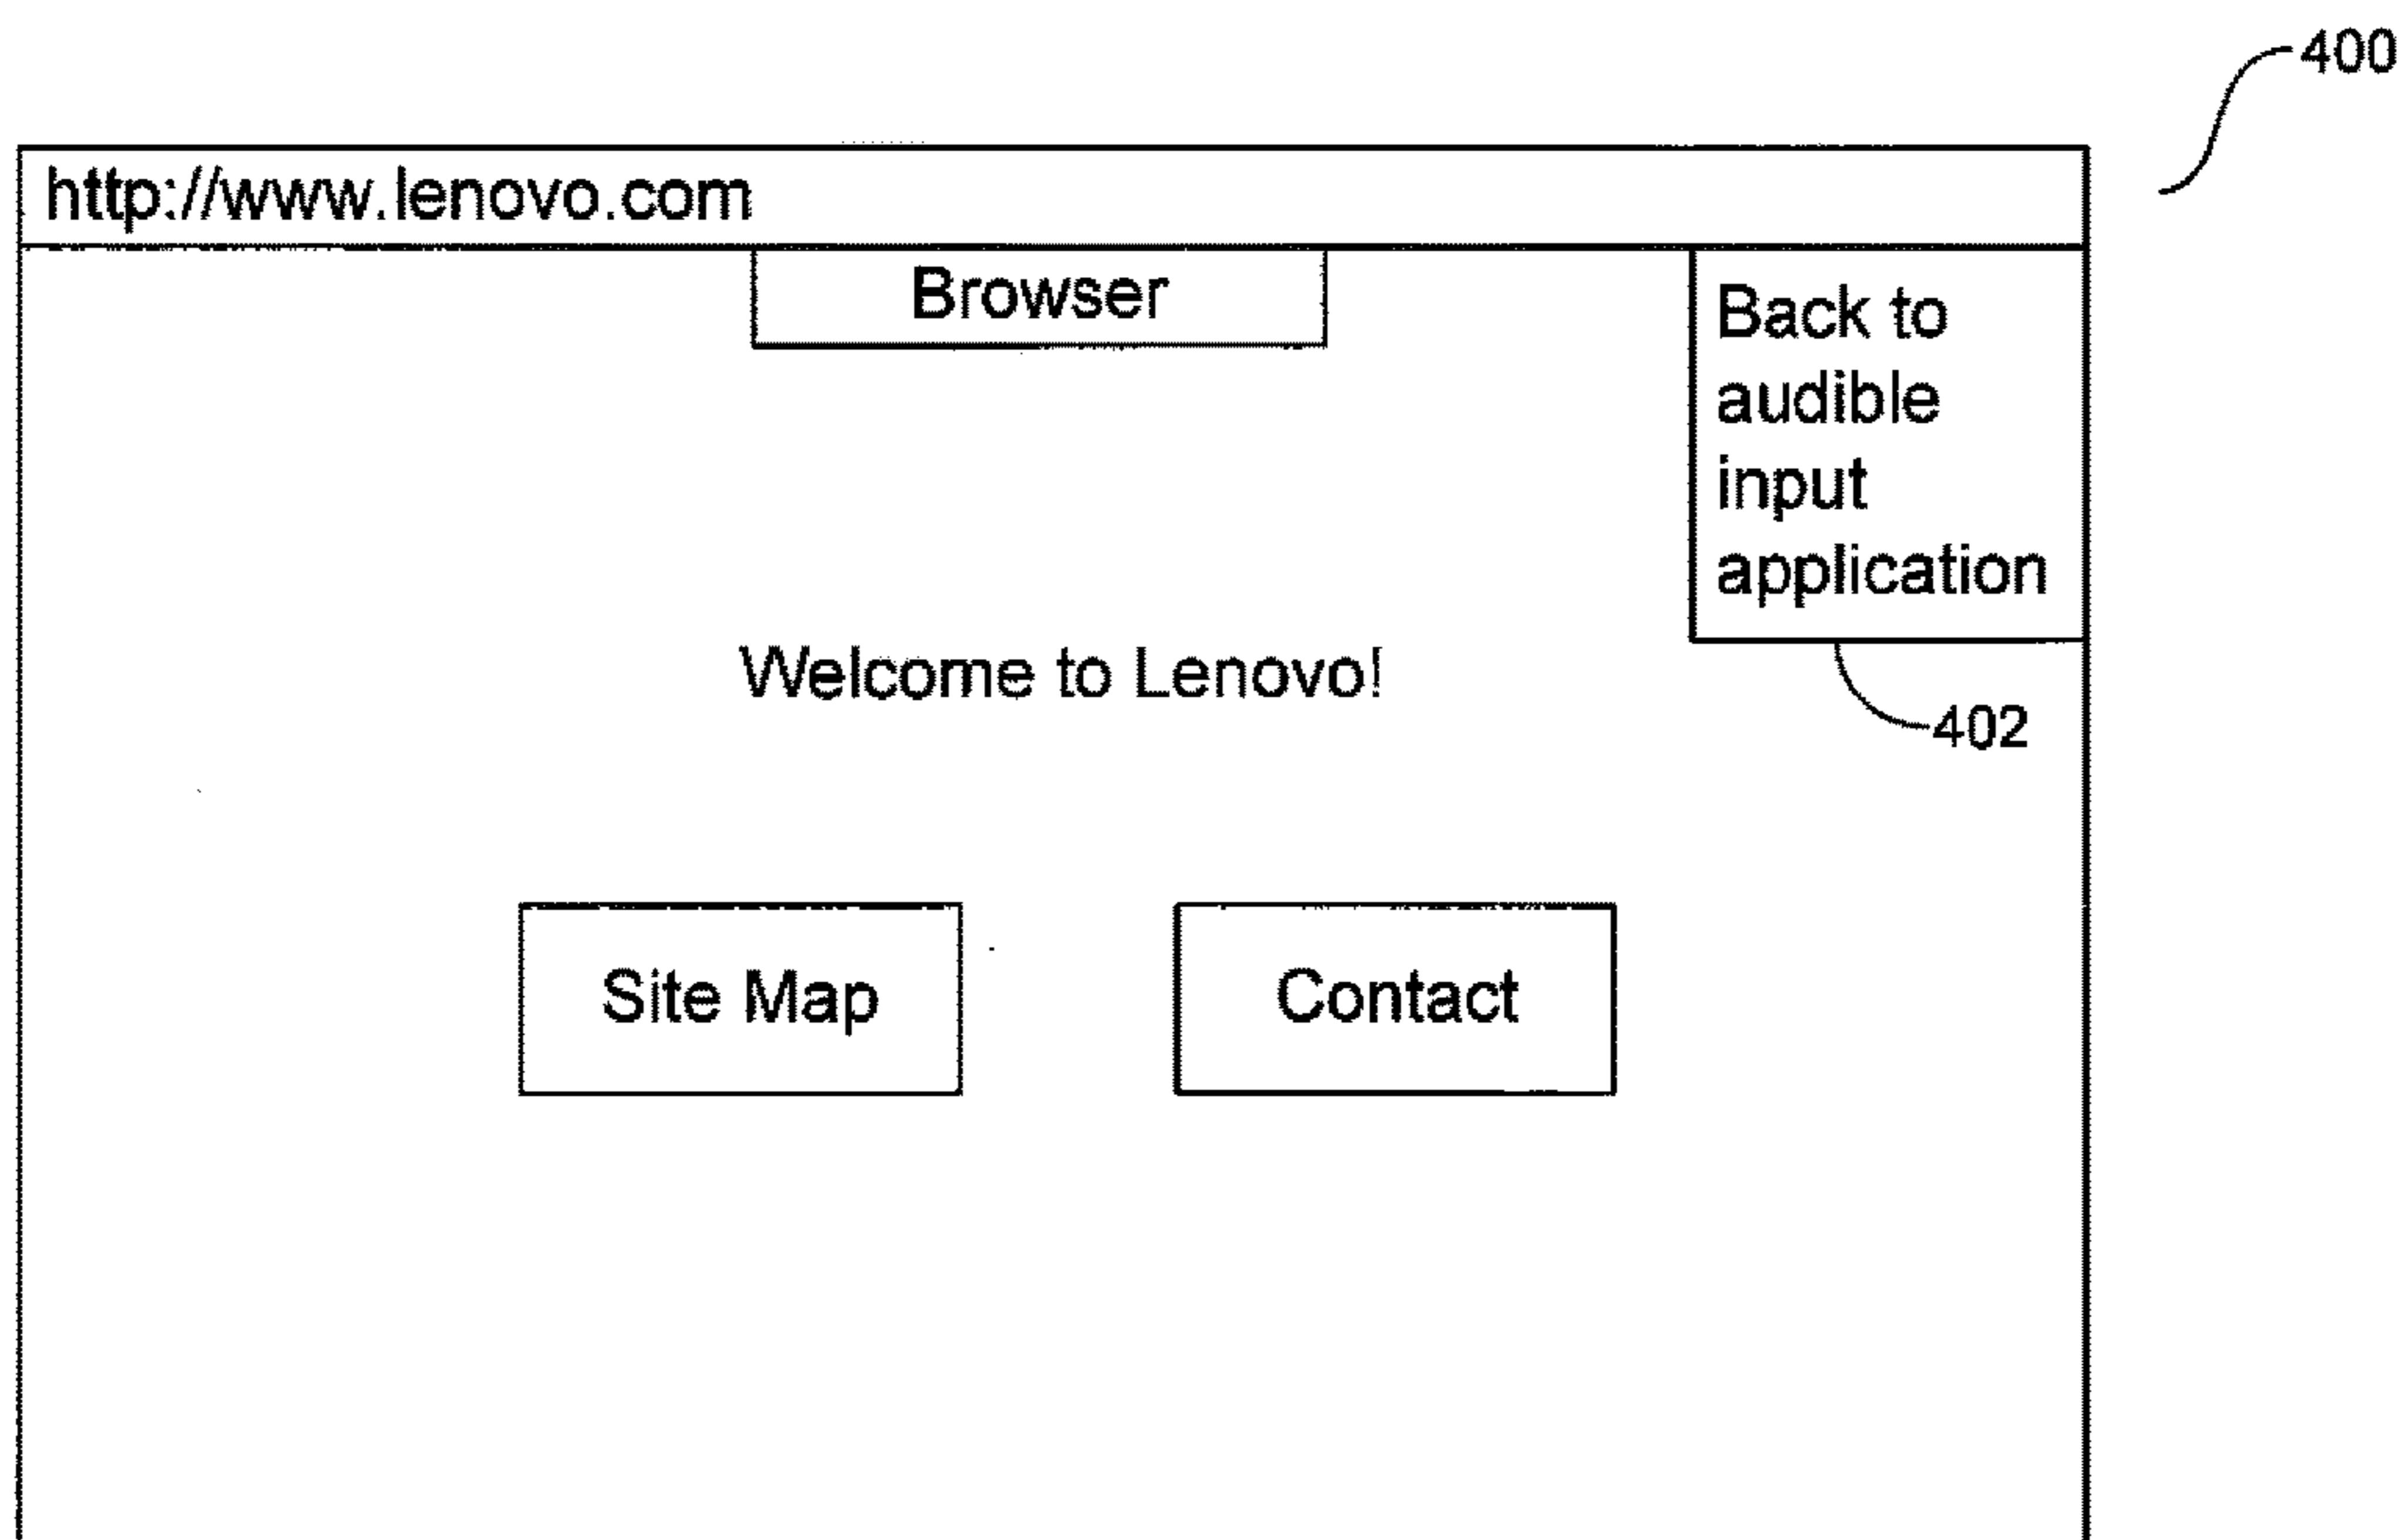 400
http://www.lenovo.com
Browser
Back to
audible
input
application
Welcome to Lenovo!
402
Site Map
Contact